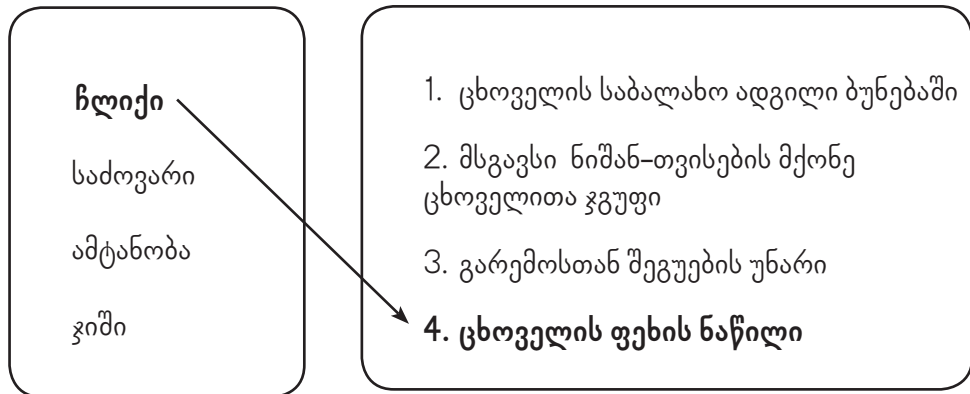 ჩლიქი
საძოვარი
ამტანობა
ჯიში
1. ცხოველის საბალახო ადგილი ბუნებაში
2. მსგავსი ნიშან–თვისების მქონე
ცხოველითა ჯგუფი
3. გარემოსთან შეგუების უნარი
4. ცხოველის ფეხის ნაწილი